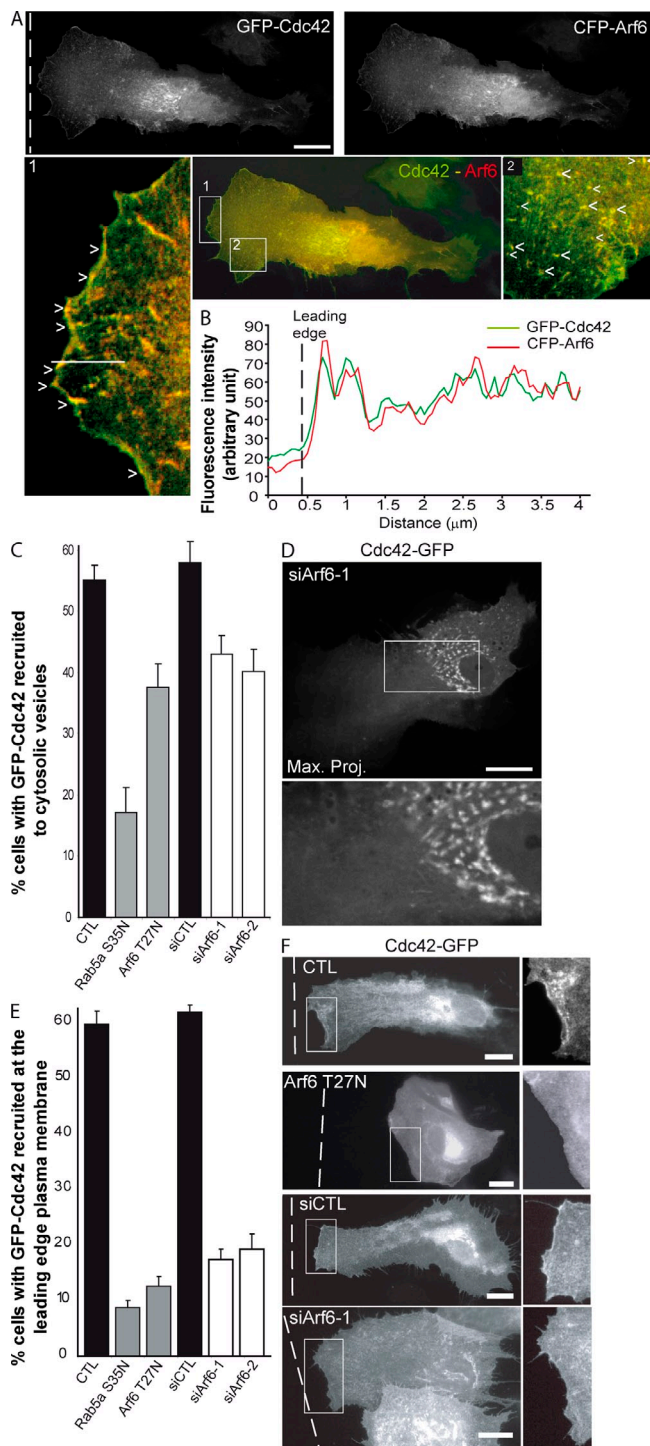 A
GFP-Cdc42
CFP-Arf6
1
Cdc42 - Arf6
1
2
2
B
Leading
edge
GFP-Cdc42
CFP-Arf6
Fluorescence intensity
(arbitrary unit)
90
80
70
60
50
40
30
20
10
0
0 0.5 1 1.5 2 2.5 3 3.5 4
Distance (μm)
C
% cells with GFP-Cdc42 recruited
to cytosolic vesicles
60
50
40
30
20
10
0
CTL
Rab5a S35N
Arf6 T27N
siCTL
siArf6-1
siArf6-2
D
Cdc42-GFP
siArf6-1
Max. Proj.
E
% cells with GFP-Cdc42 recruited at the
leading edge plasma membrane
60
50
40
30
20
10
0
CTL
Rab5a S35N
Arf6 T27N
siCTL
siArf6-1
siArf6-2
F
Cdc42-GFP
CTL
Arf6 T27N
siCTL
siArf6-1